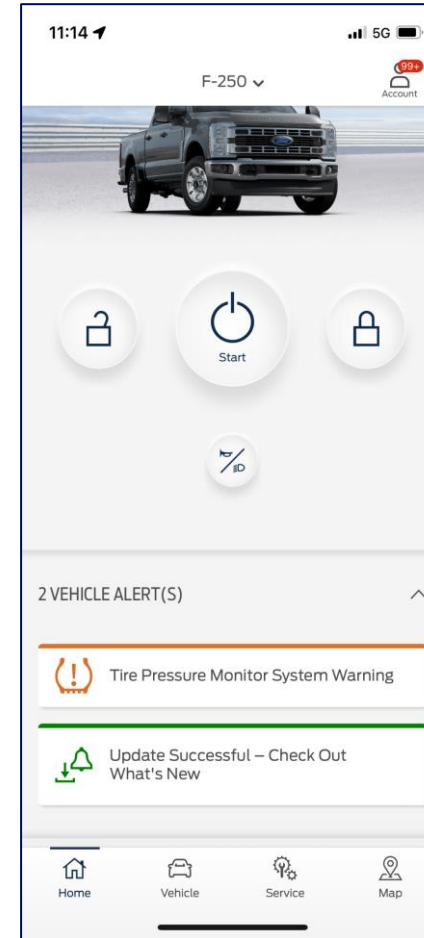 11:14
5G
F-250
99+
Account
Start
2 VEHICLE ALERT(S)
Tire Pressure Monitor System Warning
Update Successful – Check Out
What's New
Home
Vehicle
Service
Map